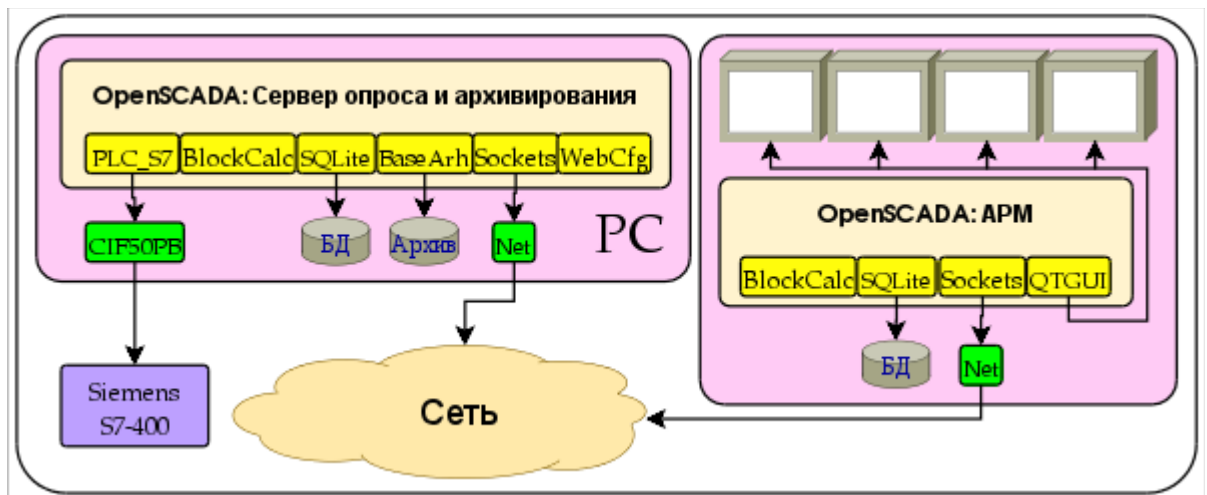 OpenSCADA: Сервер опроса и архивирования
PLC_S7 BlockCalc SQLite BaseArh Sockets WebCfg
CIF50PB
БД
Архив
Net
PC
Siemens
S7-400
Сеть
OpenSCADA: АРМ
BlockCalc SQLite Sockets QTGUI
БД
Net